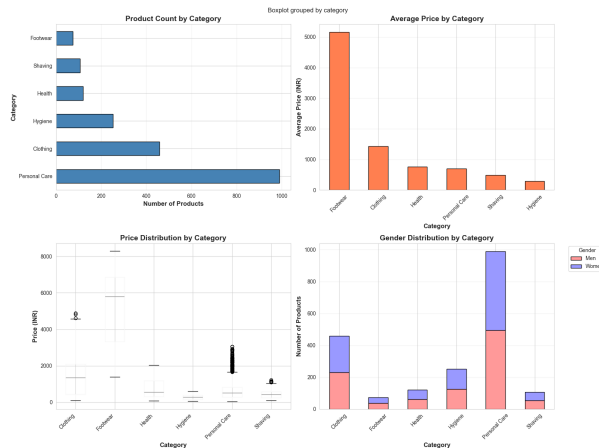 Boxplot grouped by category
Product Count by Category
Category
Footwear
Shaving
Health
Hygiene
Clothing
Personal Care
0 200 400 600 800 1000
Number of Products
Average Price by Category
Average Price (INR)
5000
4000
3000
2000
1000
0
Footwear Clothing Health Personal Care Shaving Hygiene
Category
Price Distribution by Category
Price (INR)
8000
6000
4000
2000
0
Clothing Footwear Health Hygiene Personal Care Shaving
Category
Gender Distribution by Category
Number of Products
1000
800
600
400
200
0
Clothing Footwear Health Hygiene Personal Care Shaving
Category
Gender
Men